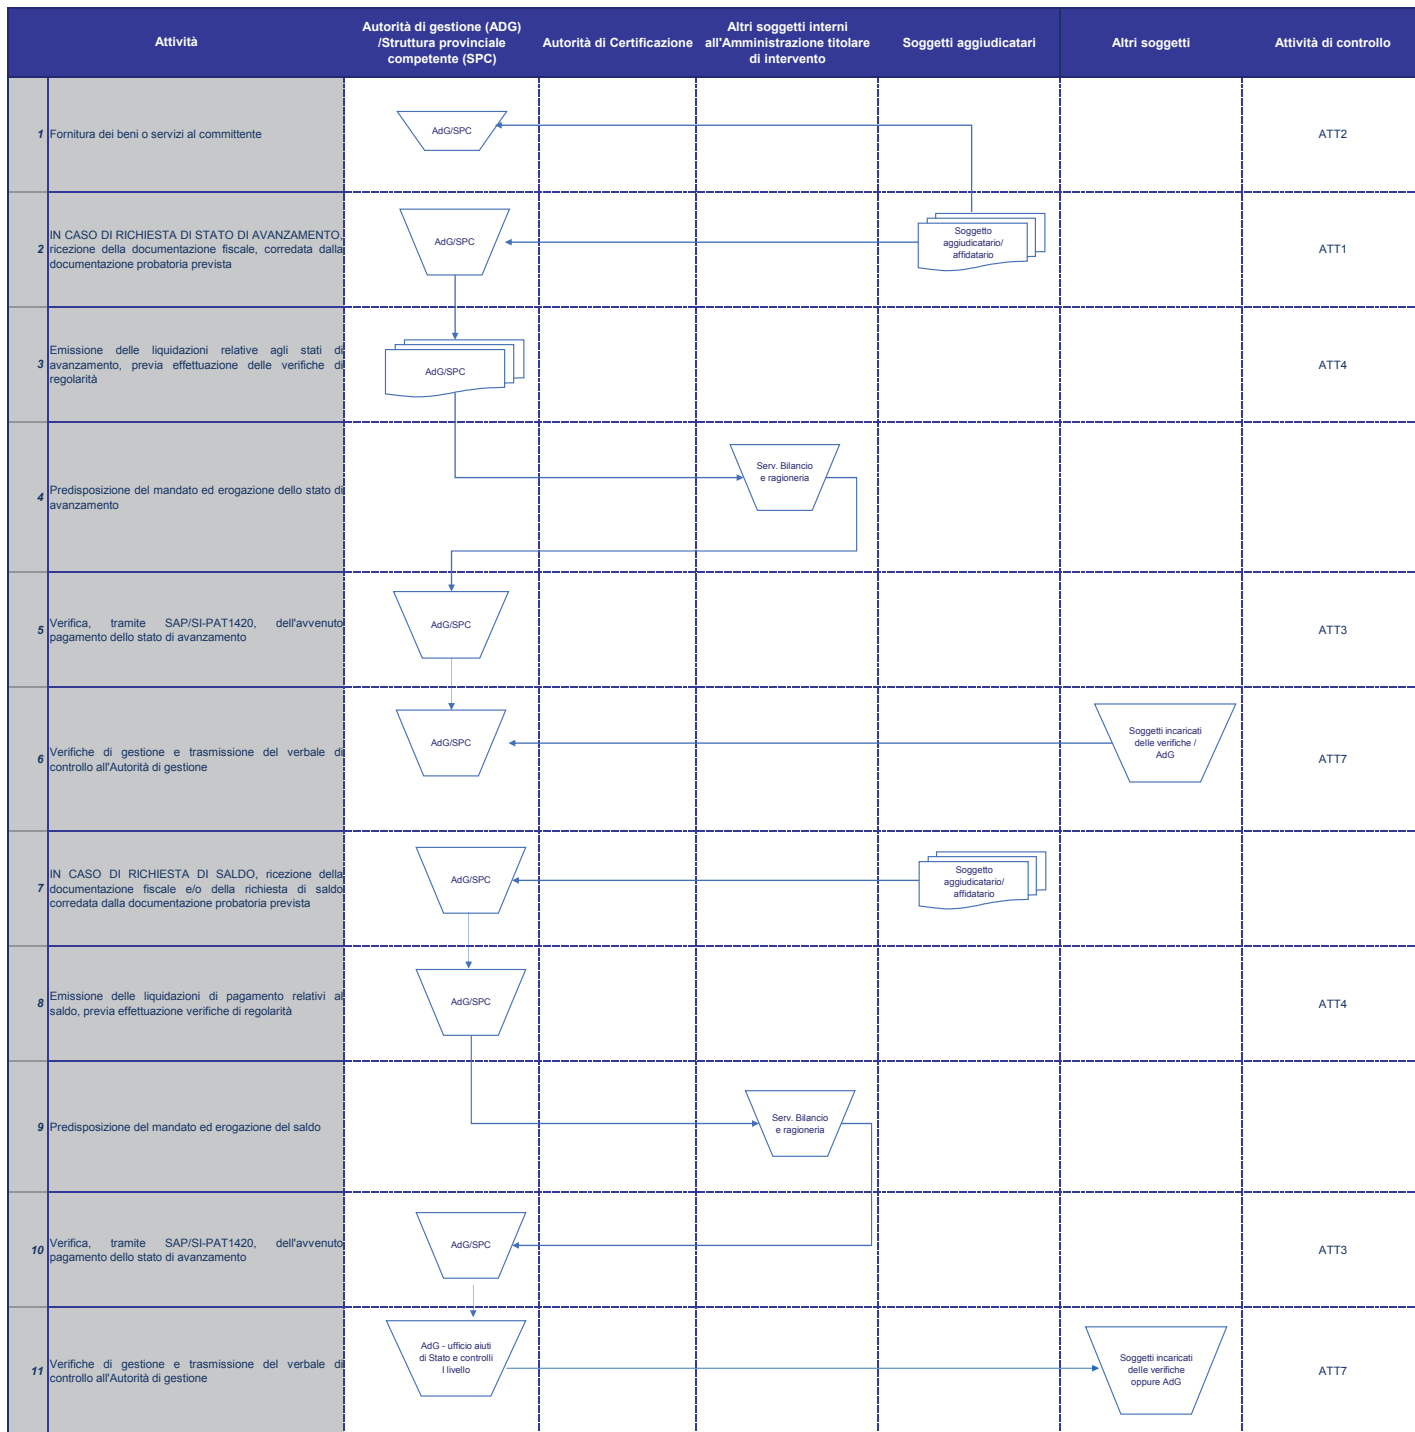 Attività
Autorità di gestione (ADG)
/Struttura provinciale
competente (SPC)
Autorità di Certificazione
Altri soggetti interni
all'Amministrazione titolare
di intervento
Soggetti aggiudicatari
Altri soggetti
Attività di controllo
1
Fornitura dei beni o servizi al committente
AdG/SPC
ATT2
2
IN CASO DI RICHIESTA DI STATO DI AVANZAMENTO,
ricezione della documentazione fiscale, corredata dalla
documentazione probatoria prevista
AdG/SPC
Soggetto
aggiudicatario/
affidatario
ATT1
3
Emissione delle liquidazioni relative agli stati di
avanzamento, previa effettuazione delle verifiche di
regolarità
AdG/SPC
ATT4
4
Predisposizione del mandato ed erogazione dello stato di
avanzamento
Serv. Bilancio
e ragioneria
5
Verifica, tramite SAP/SI-PAT1420, dell'avvenuto
pagamento dello stato di avanzamento
AdG/SPC
ATT3
6
Verifiche di gestione e trasmissione del verbale di
controllo all'Autorità di gestione
AdG/SPC
Soggetti incaricati
delle verifiche /
AdG
ATT7
7
IN CASO DI RICHIESTA DI SALDO, ricezione della
documentazione fiscale e/o della richiesta di saldo
corredata dalla documentazione probatoria prevista
AdG/SPC
Soggetto
aggiudicatario/
affidatario
8
Emissione delle liquidazioni di pagamento relativi al
saldo, previa effettuazione verifiche di regolarità
AdG/SPC
ATT4
9
Predisposizione del mandato ed erogazione del saldo
Serv. Bilancio
e ragioneria
10
Verifica, tramite SAP/SI-PAT1420, dell'avvenuto
pagamento dello stato di avanzamento
AdG/SPC
ATT3
11
Verifiche di gestione e trasmissione del verbale di
controllo all'Autorità di gestione
AdG - ufficio aiuti
di Stato e controlli
I livello
Soggetti incaricati
delle verifiche
oppure AdG
ATT7